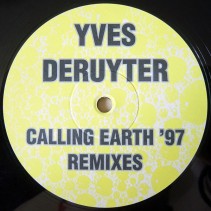 YVES
DERUYTER
CALLING EARTH '97
REMIXES